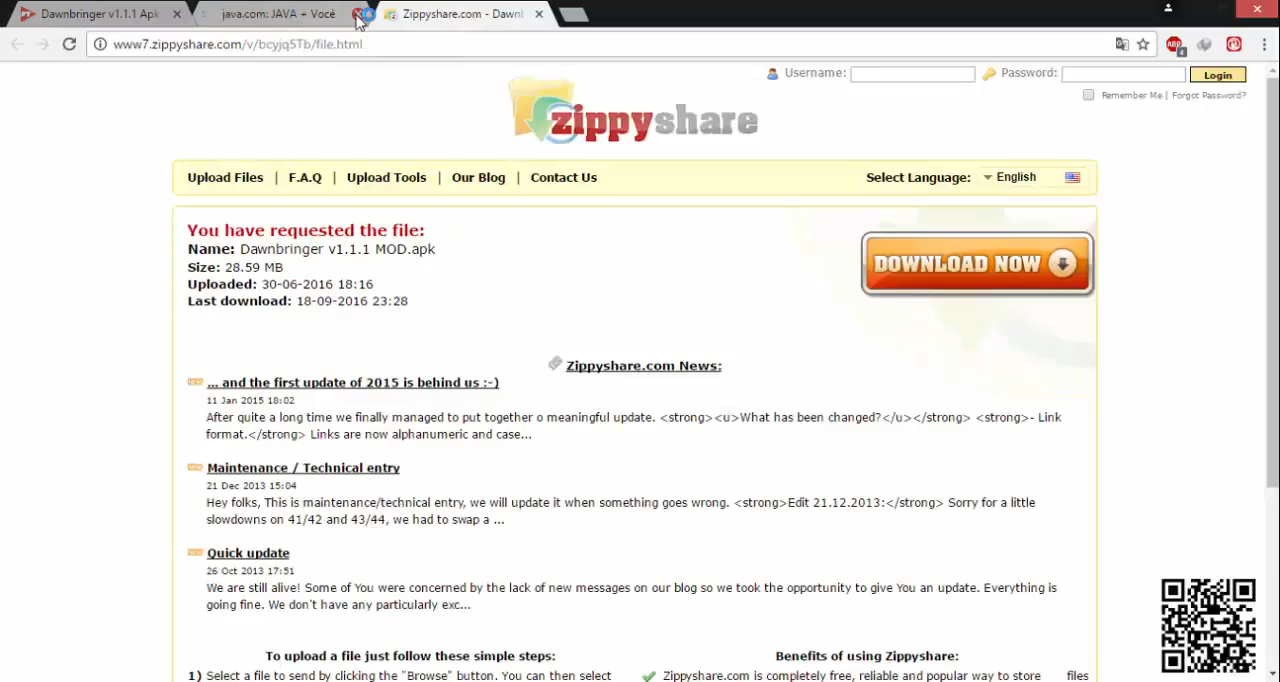 Dawnbringer v1.1.1 Apk
java.com: JAVA + Você
Zippyshare.com - Dawnb
www7.zippyshare.com/v/bcyjq5Tb/file.html
ABP
4
Username:
Password:
Login
Remember Me | Forgot Password?
zippyshare
Upload Files | F.A.Q | Upload Tools | Our Blog | Contact Us
Select Language: English
You have requested the file:
Name: Dawnbringer v1.1.1 MOD.apk
Size: 28.59 MB
Uploaded: 30-06-2016 18:16
Last download: 18-09-2016 23:28
DOWNLOAD NOW
Zippyshare.com News:
... and the first update of 2015 is behind us :-)
11 Jan 2015 18:02
After quite a long time we finally managed to put together o meaningful update. <strong><u>What has been changed?</u></strong> <strong>- Link
format.</strong> Links are now alphanumeric and case...
Maintenance / Technical entry
21 Dec 2013 15:04
Hey folks, This is maintenance/technical entry, we will update it when something goes wrong. <strong>Edit 21.12.2013:</strong> Sorry for a little
slowdowns on 41/42 and 43/44, we had to swap a ...
Quick update
26 Oct 2013 17:51
We are still alive! Some of You were concerned by the lack of new messages on our blog so we took the opportunity to give You an update. Everything is
going fine. We don't have any particularly exc...
To upload a file just follow these simple steps:
1) Select a file to send by clicking the "Browse" button. You can then select
Benefits of using Zippyshare:
Zippyshare.com is completely free, reliable and popular way to store files